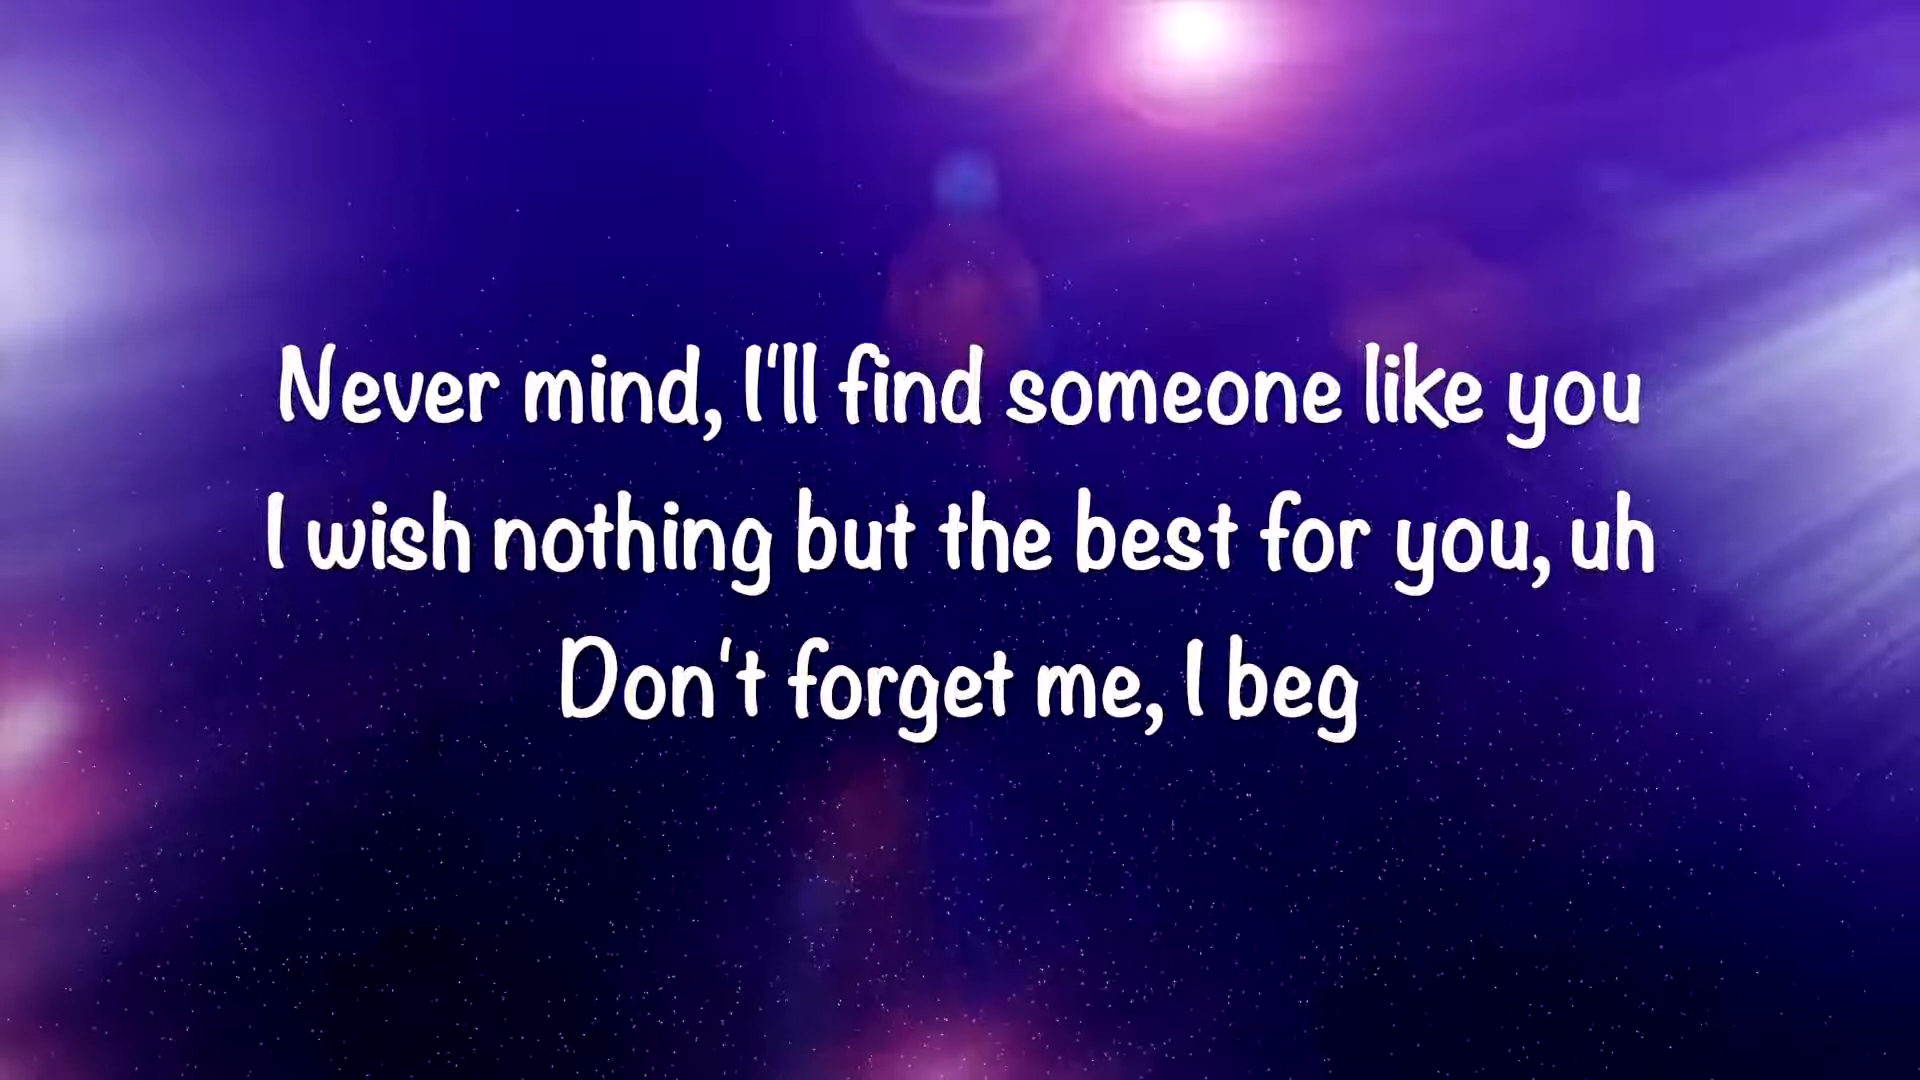 Never mind, I'll find someone like you
I wish nothing but the best for you, uh
Don't forget me, I beg